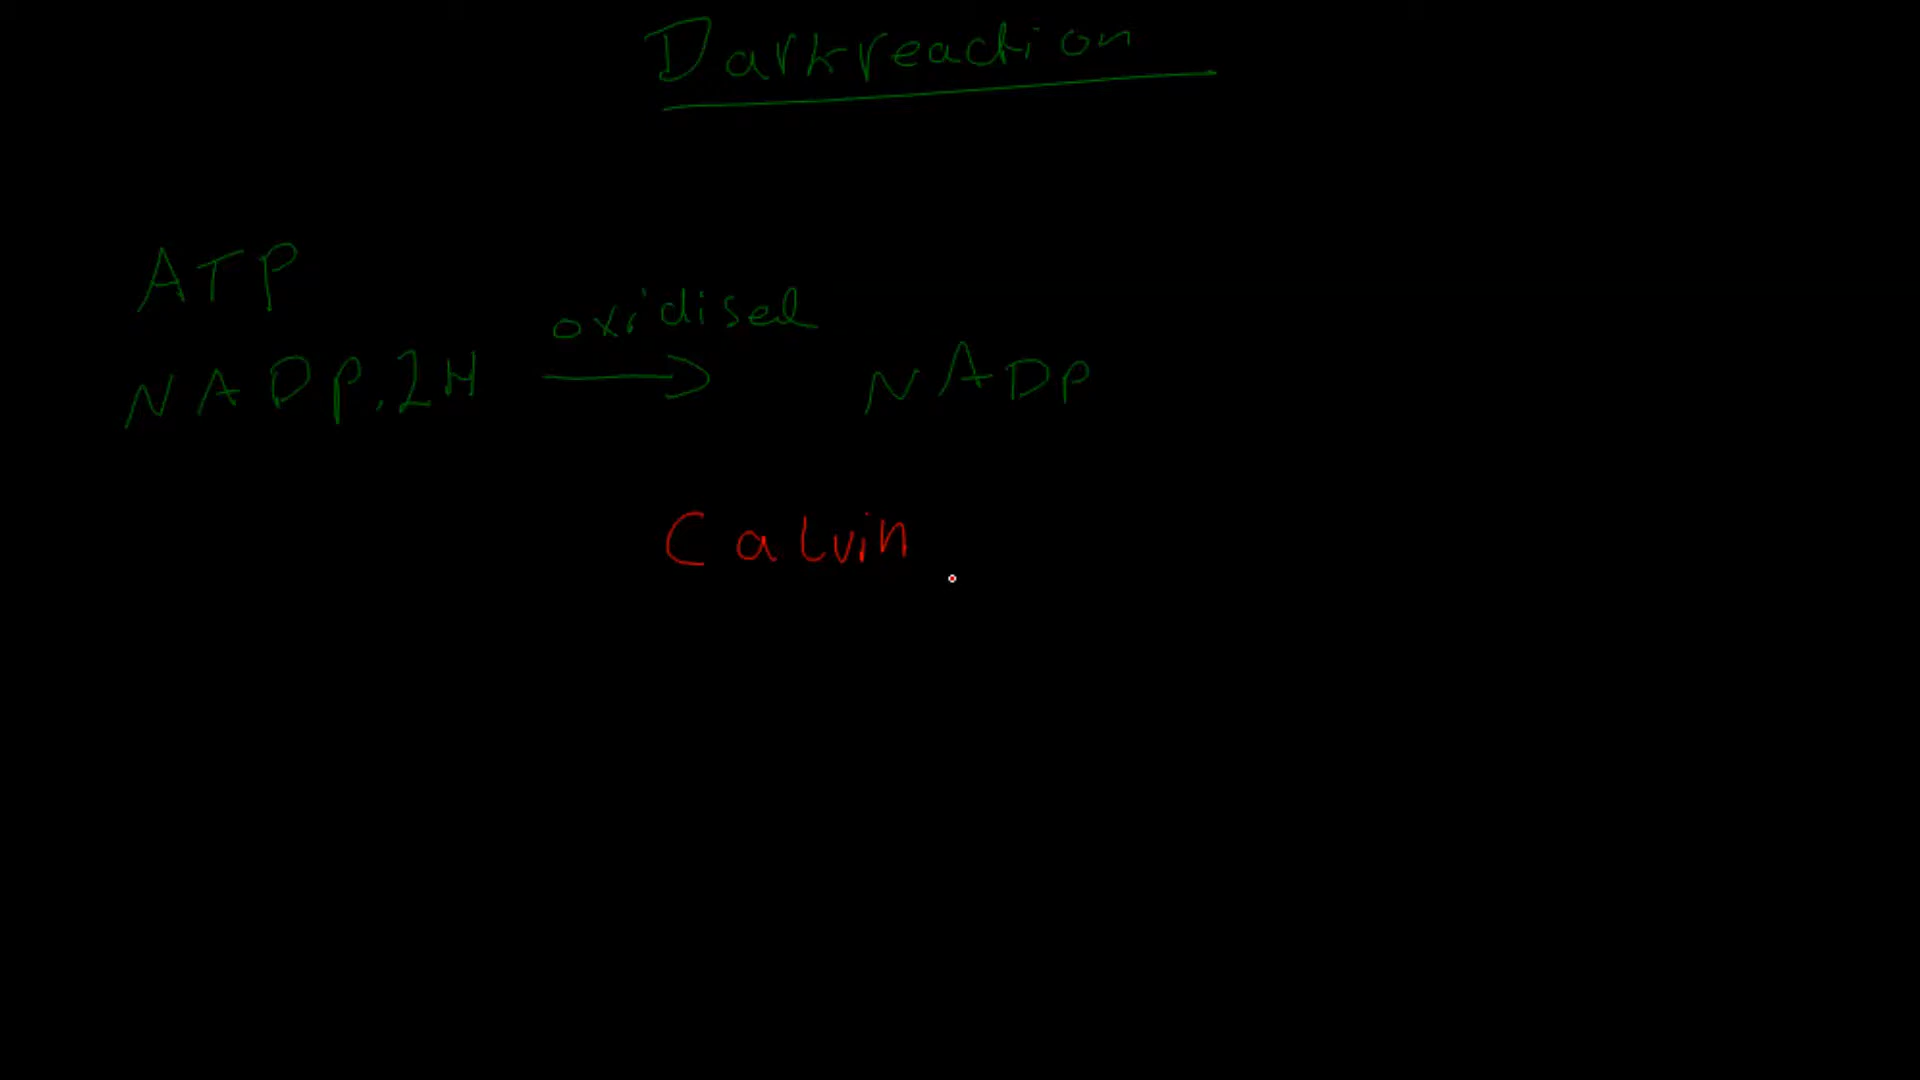 Darkreaction
ATP
oxidised
NADP.2H → NADP
Calvin